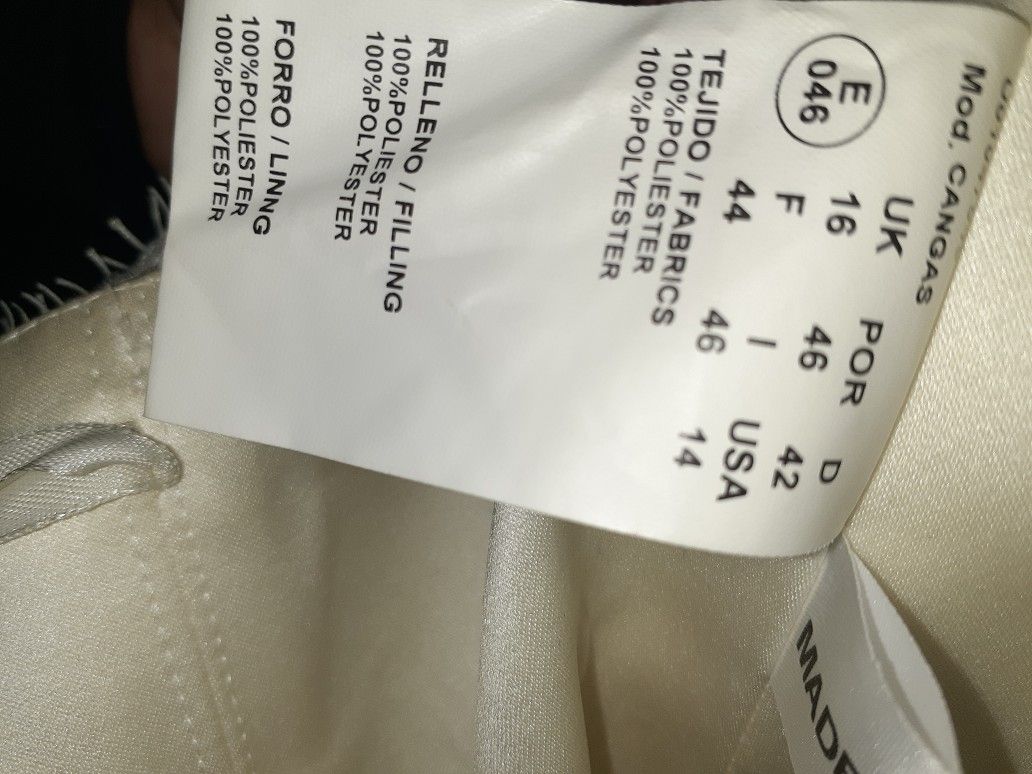 Mod. CANGAS
UK POR D
E 16 46 42
046 F I USA
44 46 14
TEJIDO / FABRICS
100%POLIESTER
100%POLYESTER
RELLENO / FILLING
100%POLIESTER
100%POLYESTER
FORRO / LINNG
100%POLIESTER
100%POLYESTER
MADE